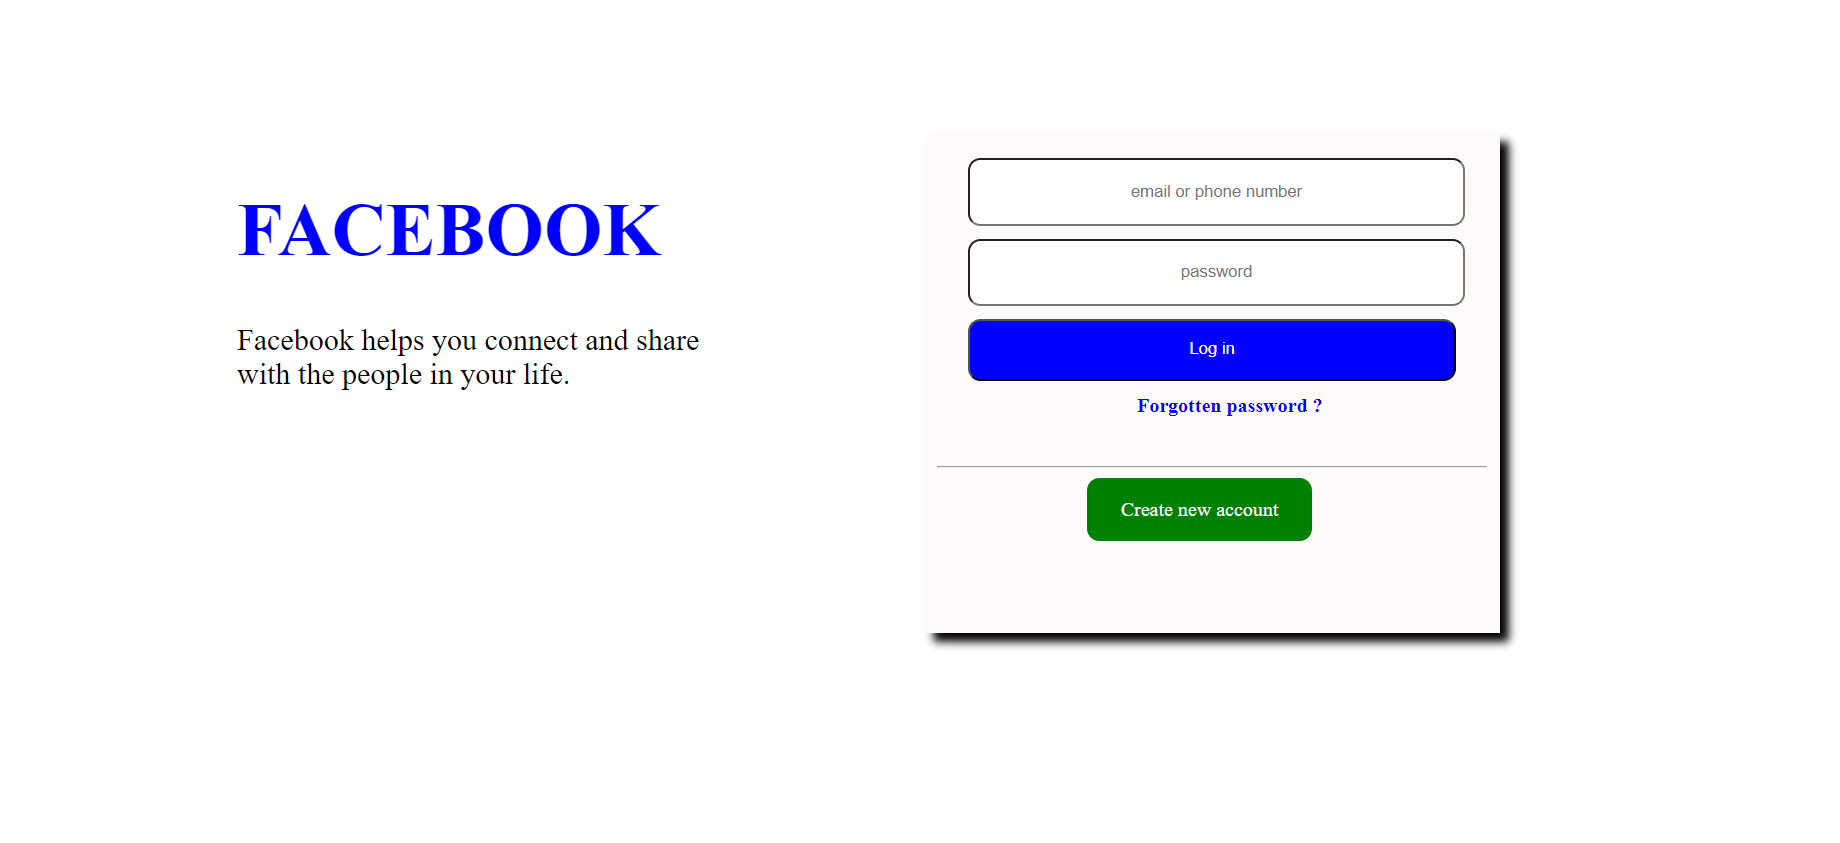 FACEBOOK
Facebook helps you connect and share
with the people in your life.
email or phone number
password
Log in
Forgotten password ?
Create new account